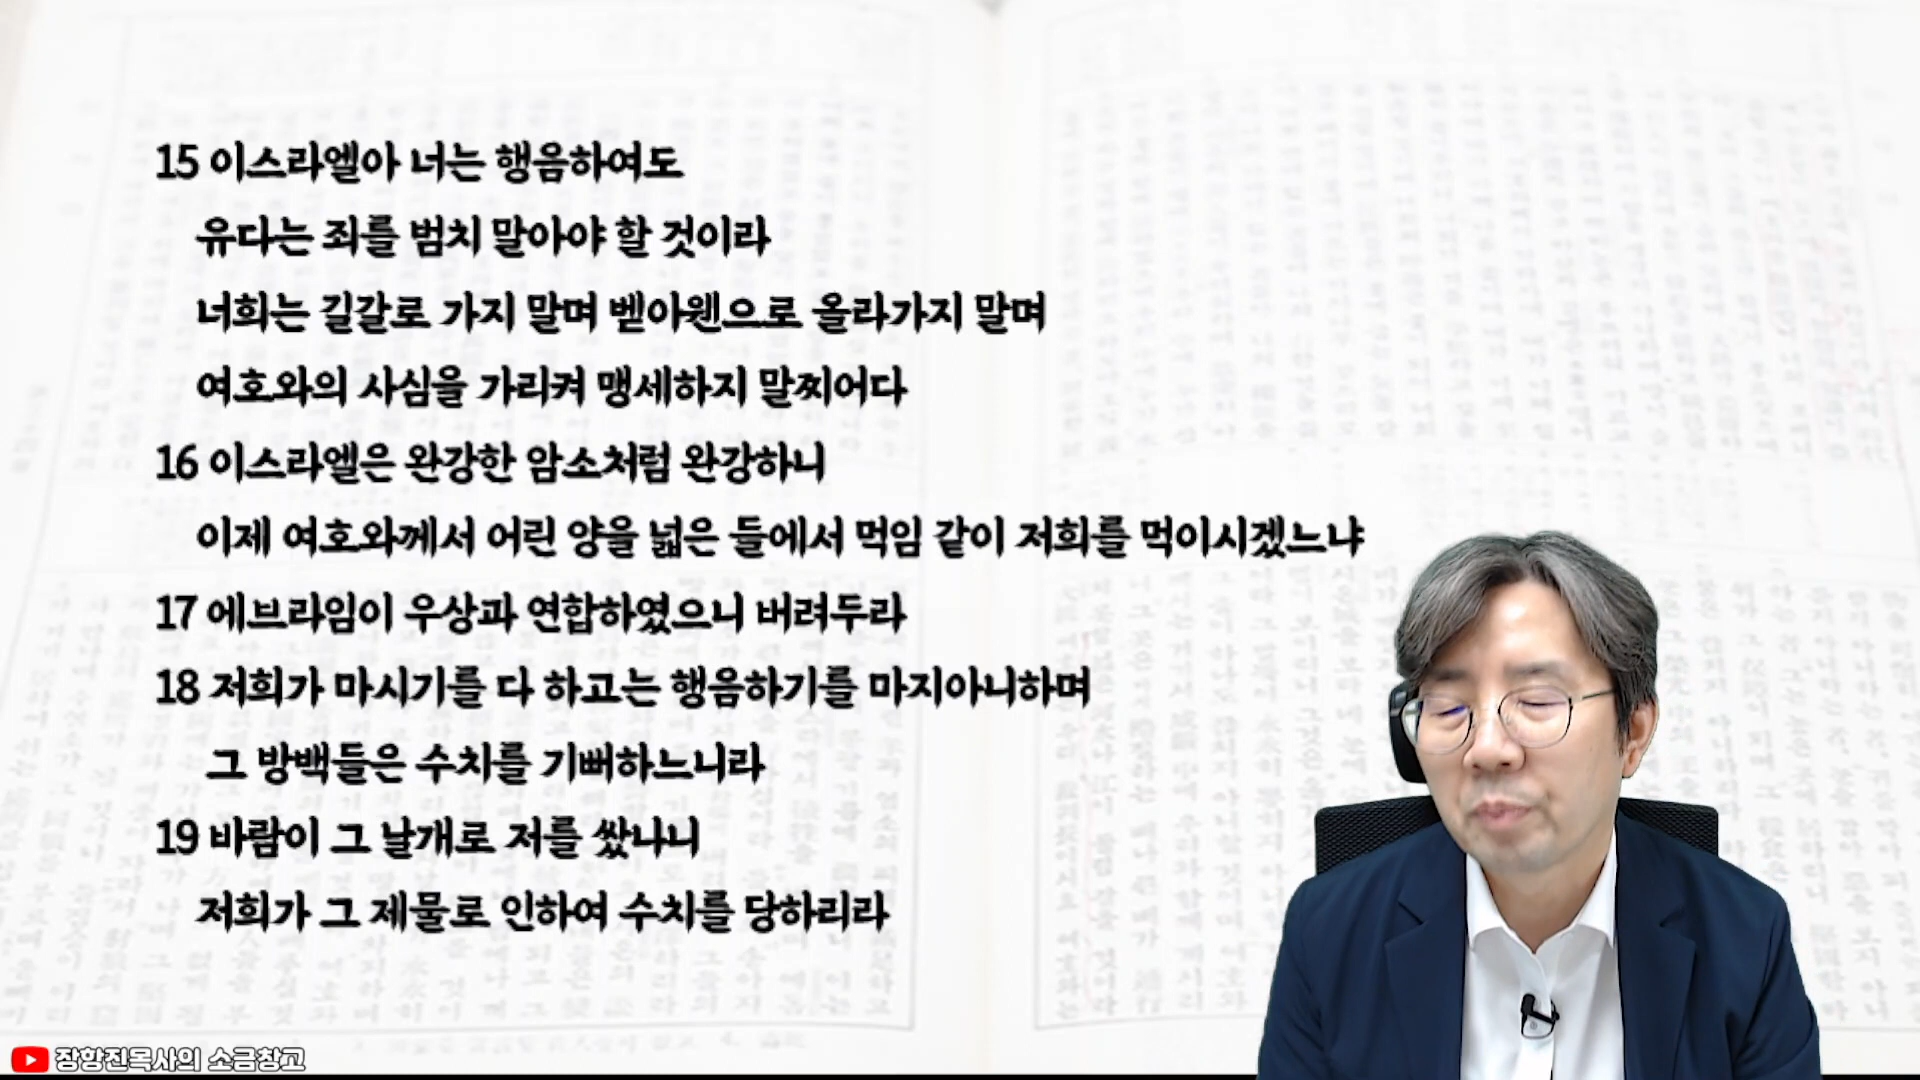 15 이스라엘아 너는 행음하여도
유다는 죄를 범치 말아야 할 것이라
너희는 길갈로 가지 말며 벧아웬으로 올라가지 말며
여호와의 사심을 가리켜 맹세하지 말찌어다
16 이스라엘은 완강한 암소처럼 완강하니
이제 여호와께서 어린 양을 넓은 들에서 먹임 같이 저희를 먹이시겠느냐
17 에브라임이 우상과 연합하였으니 버려두라
18 저희가 마시기를 다 하고는 행음하기를 마지아니하며
그 방백들은 수치를 기뻐하느니라
19 바람이 그 날개로 저를 쌌나니
저희가 그 제물로 인하여 수치를 당하리라
장항진목사의 소금창고